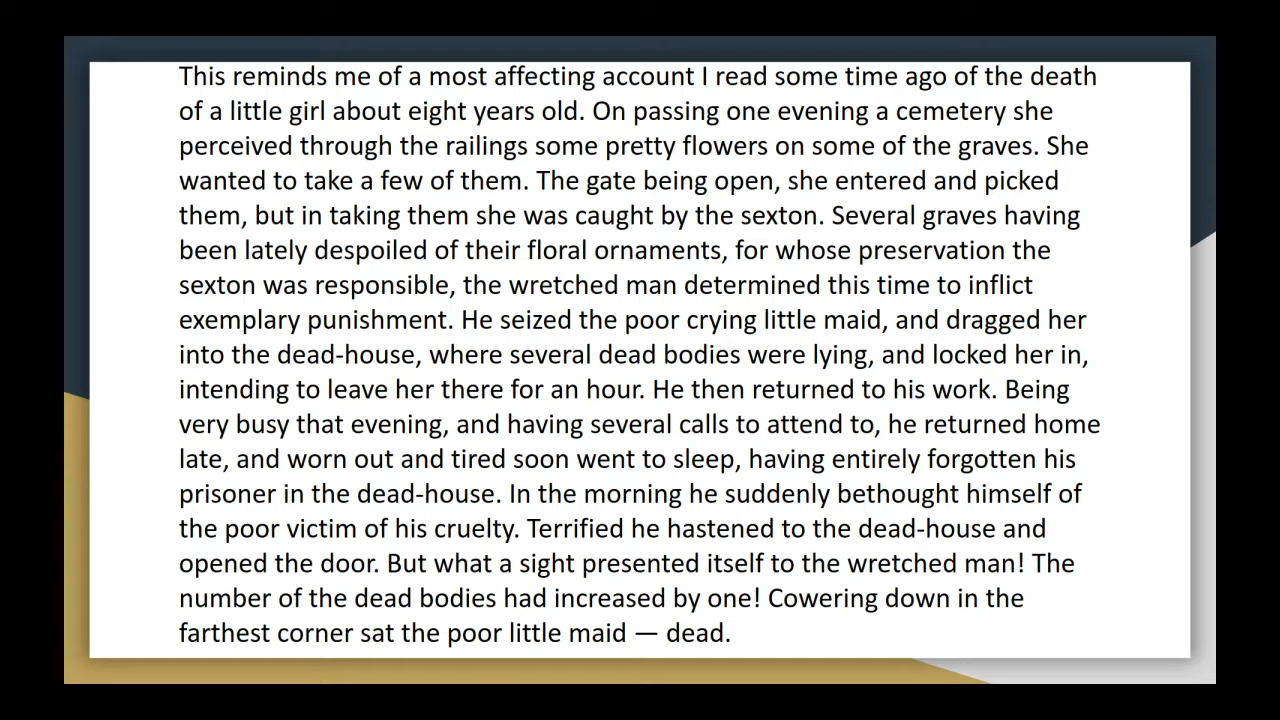 This reminds me of a most affecting account I read some time ago of the death
of a little girl about eight years old. On passing one evening a cemetery she
perceived through the railings some pretty flowers on some of the graves. She
wanted to take a few of them. The gate being open, she entered and picked
them, but in taking them she was caught by the sexton. Several graves having
been lately despoiled of their floral ornaments, for whose preservation the
sexton was responsible, the wretched man determined this time to inflict
exemplary punishment. He seized the poor crying little maid, and dragged her
into the dead-house, where several dead bodies were lying, and locked her in,
intending to leave her there for an hour. He then returned to his work. Being
very busy that evening, and having several calls to attend to, he returned home
late, and worn out and tired soon went to sleep, having entirely forgotten his
prisoner in the dead-house. In the morning he suddenly bethought himself of
the poor victim of his cruelty. Terrified he hastened to the dead-house and
opened the door. But what a sight presented itself to the wretched man! The
number of the dead bodies had increased by one! Cowering down in the
farthest corner sat the poor little maid — dead.